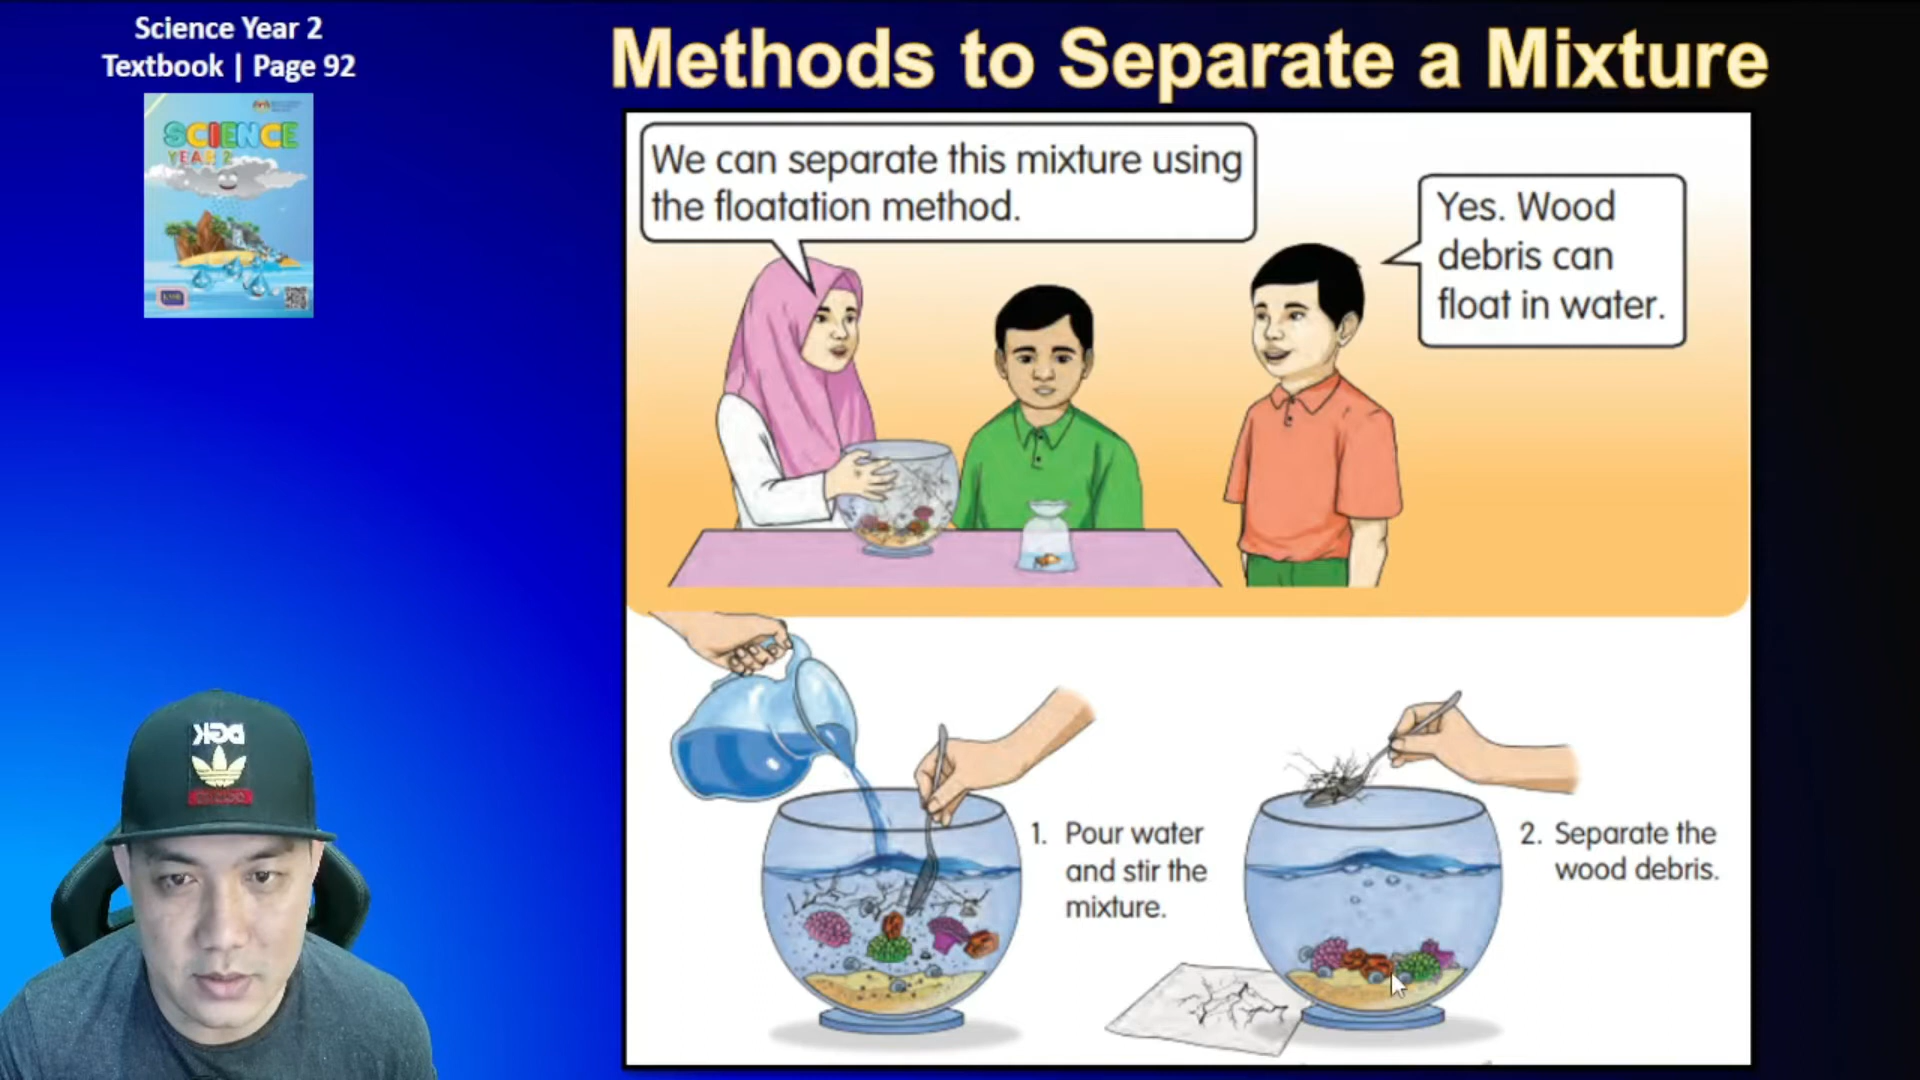 Science Year 2
Textbook | Page 92
SCIENCE
YEAR 2
Methods to Separate a Mixture
We can separate this mixture using
the floatation method.
Yes. Wood
debris can
float in water.
1. Pour water
and stir the
mixture.
2. Separate the
wood debris.